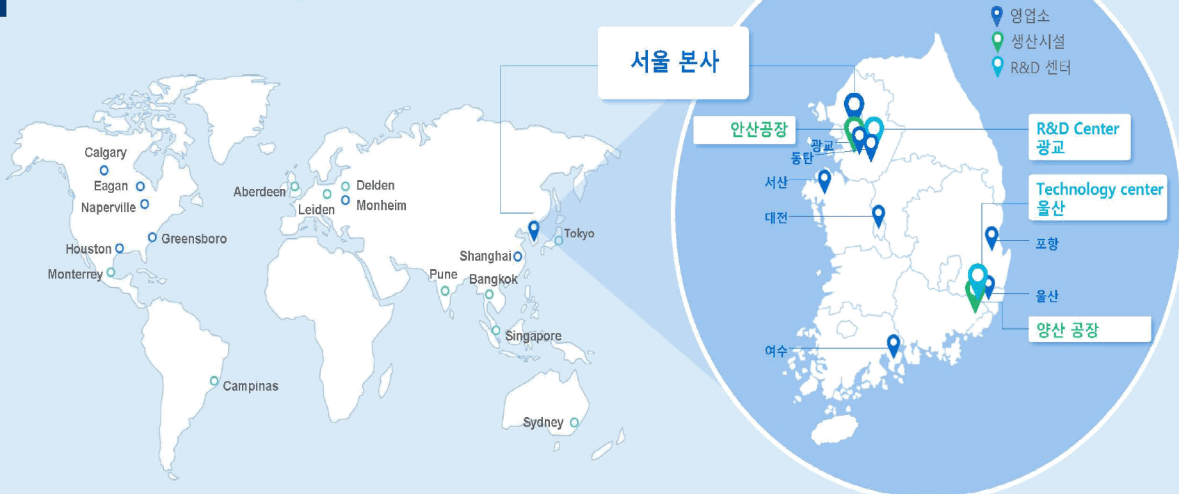 Calgary
Eagan
Naperville
Houston
Greensboro
Monterrey
Campinas
Aberdeen
Leiden
Delden
Monheim
Shanghai
Tokyo
Pune
Bangkok
Singapore
Sydney
서울 본사
영업소
생산시설
R&D 센터
안산공장
광교
동탄
서산
대전
여수
R&D Center
광교
Technology center
울산
포항
울산
양산 공장